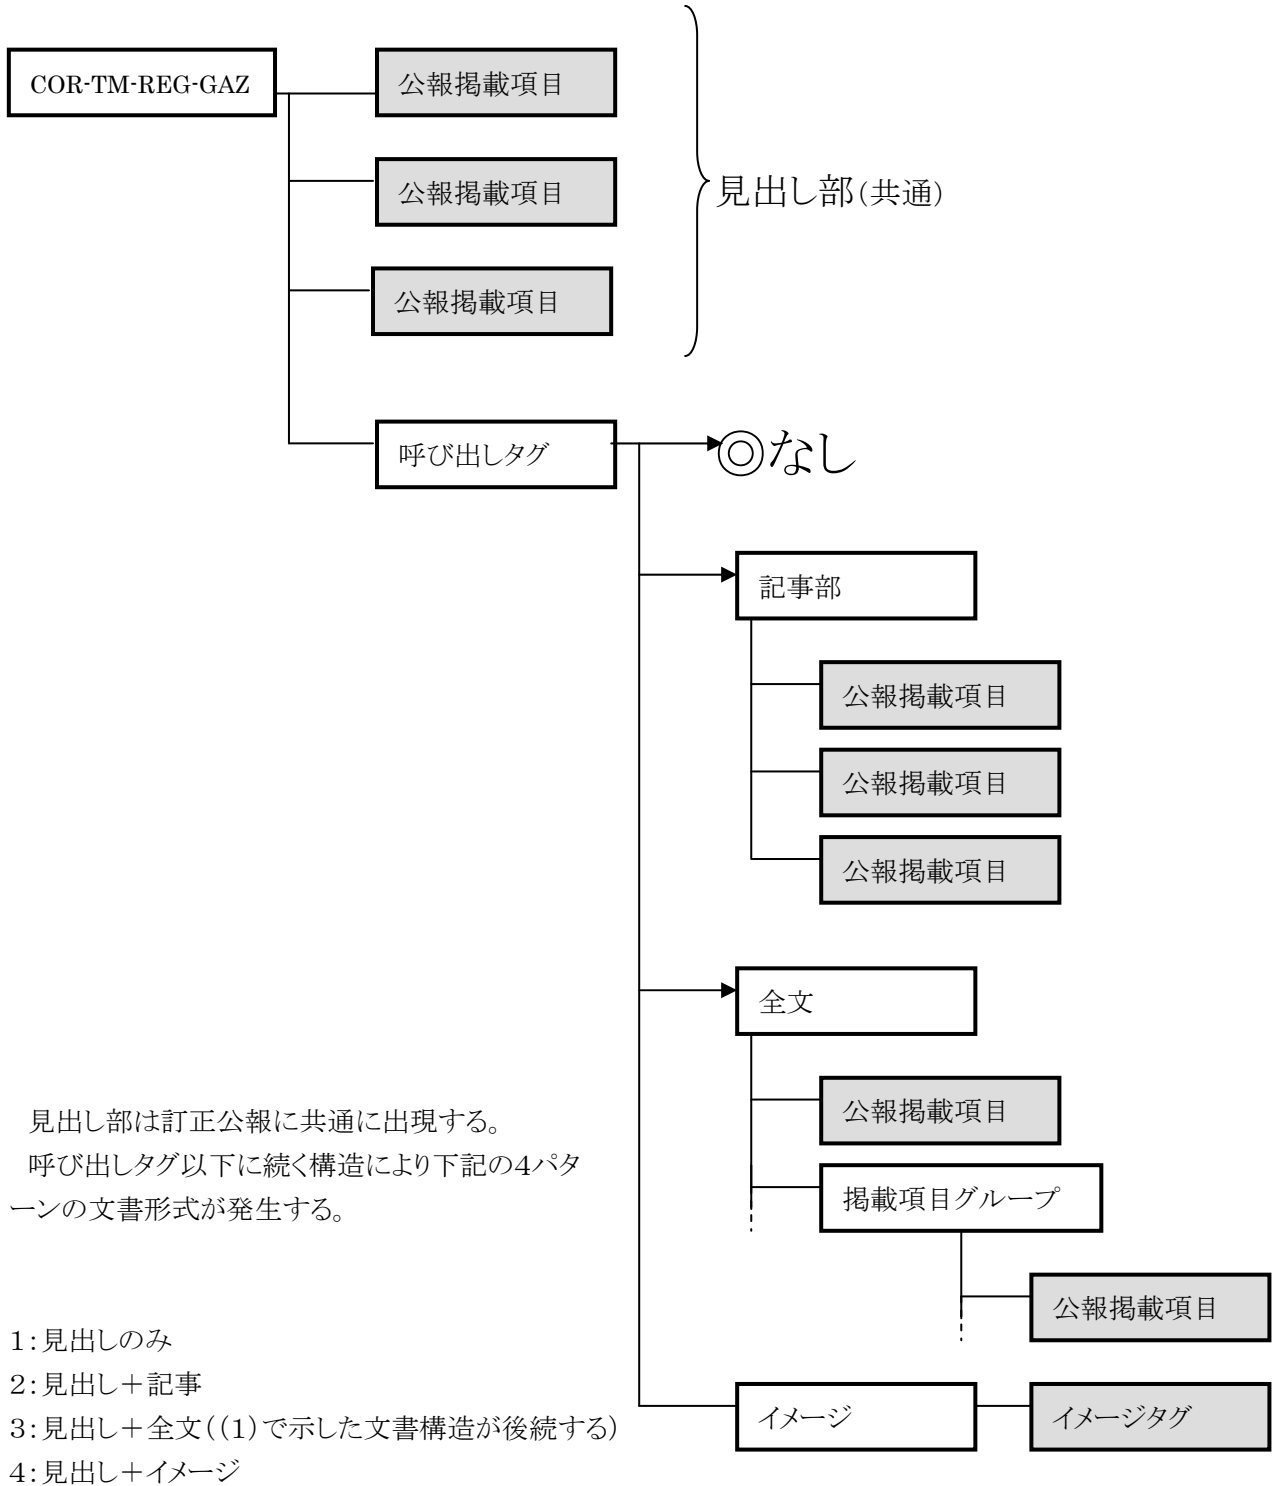 COR-TM-REG-GAZ
公報掲載項目
公報掲載項目
見出し部（共通）
公報掲載項目
呼び出しタグ
◎なし
記事部
公報掲載項目
公報掲載項目
公報掲載項目
全文
公報掲載項目
掲載項目グループ
公報掲載項目
イメージ
イメージタグ
見出し部は訂正公報に共通に出現する。
呼び出しタグ以下に続く構造により下記の４パタ
ーンの文書形式が発生する。
１：見出しのみ
２：見出し＋記事
３：見出し＋全文（（１）で示した文書構造が後続する）
４：見出し＋イメージ